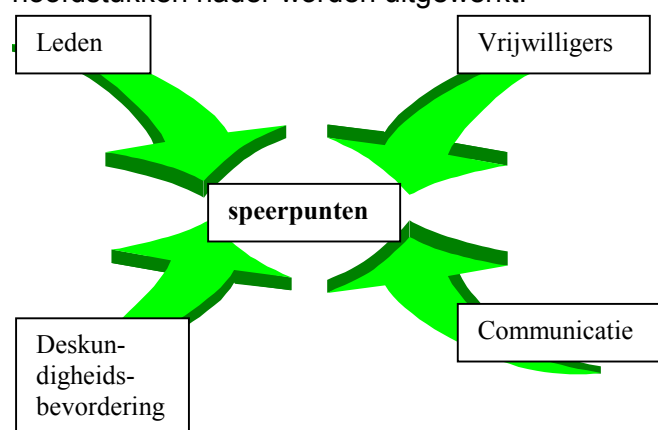 hoofdstukken nader worden uitgewerkt.
Leden
Vrijwilligers
speerpunten
Deskun-
digheids-
bevordering
Communicatie